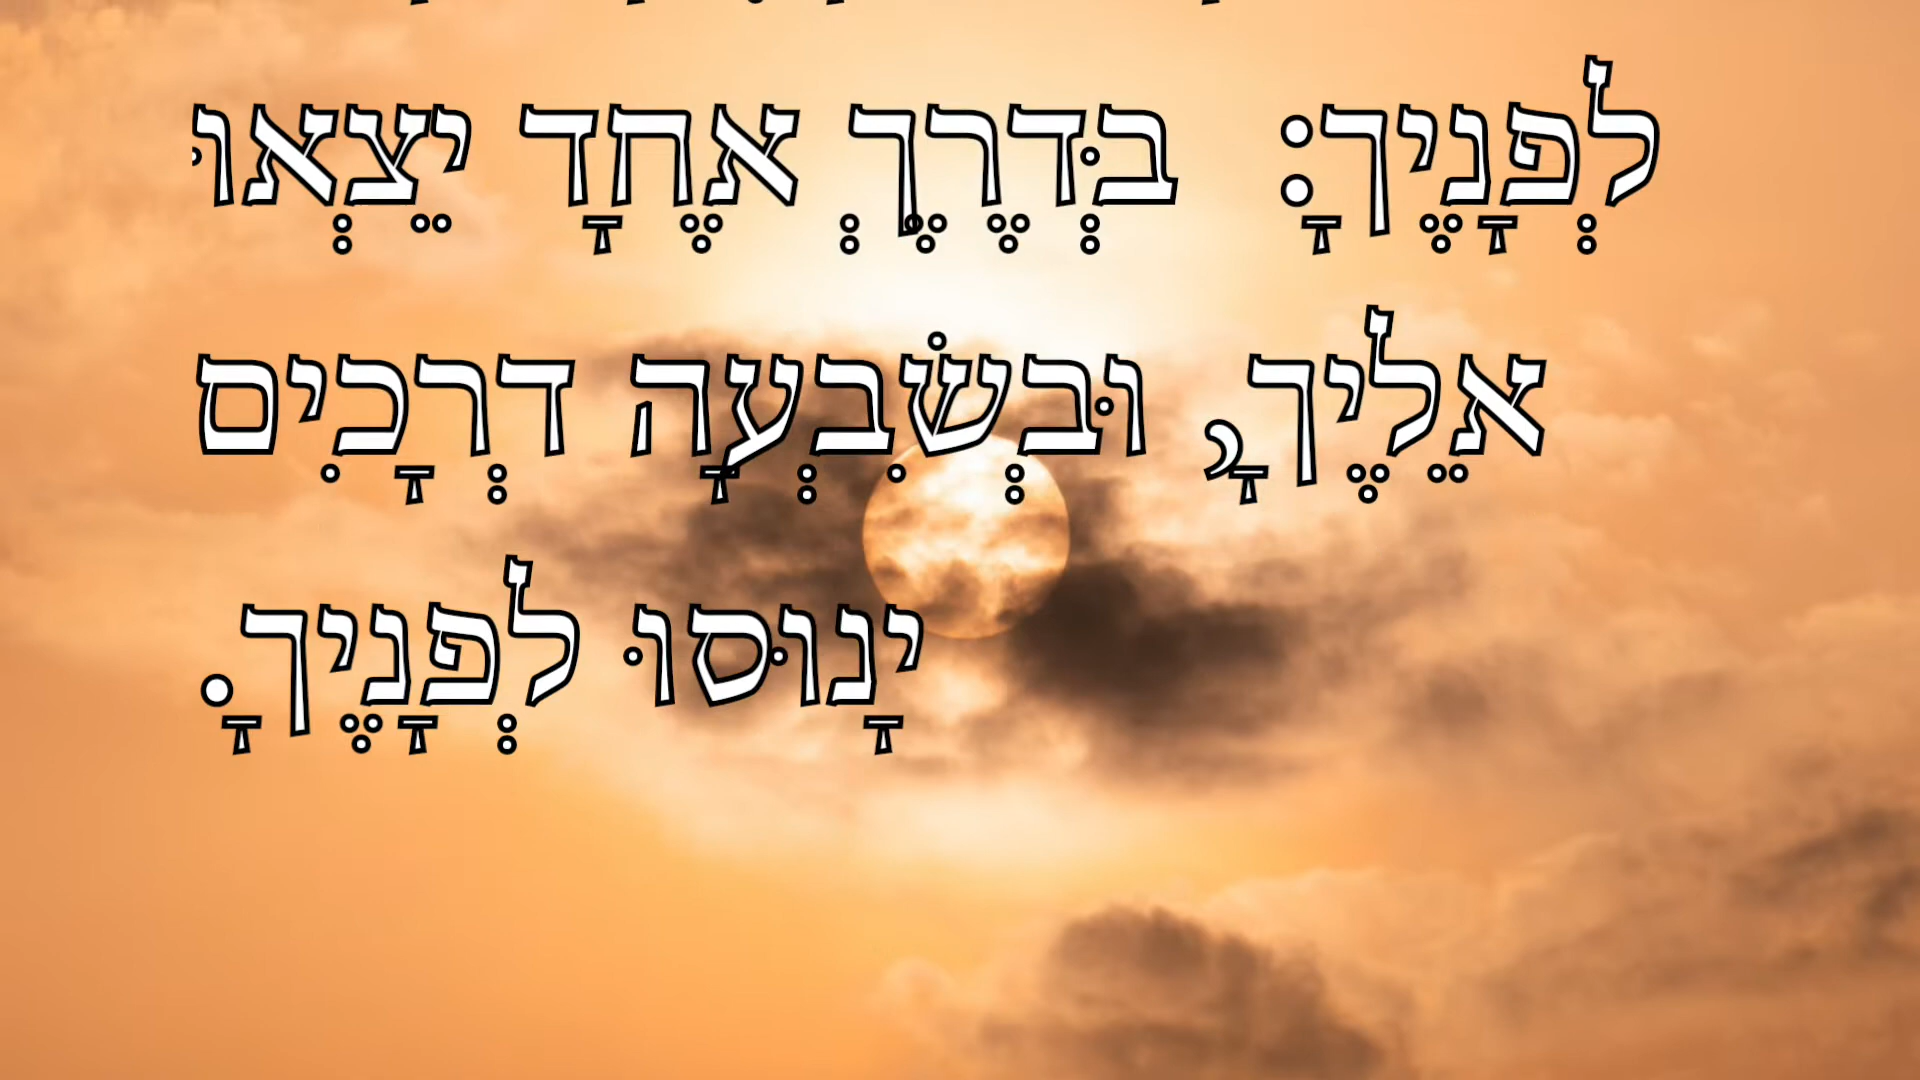 לְפָנֶיךָ: בְּדֶרֶךְ אֶחָד יֵצְאוּ
אֵלֶיךָ, וּבְשִׂבְעָה דְרָכִים
יָנוּסוּ לְפָנֶיךָ.